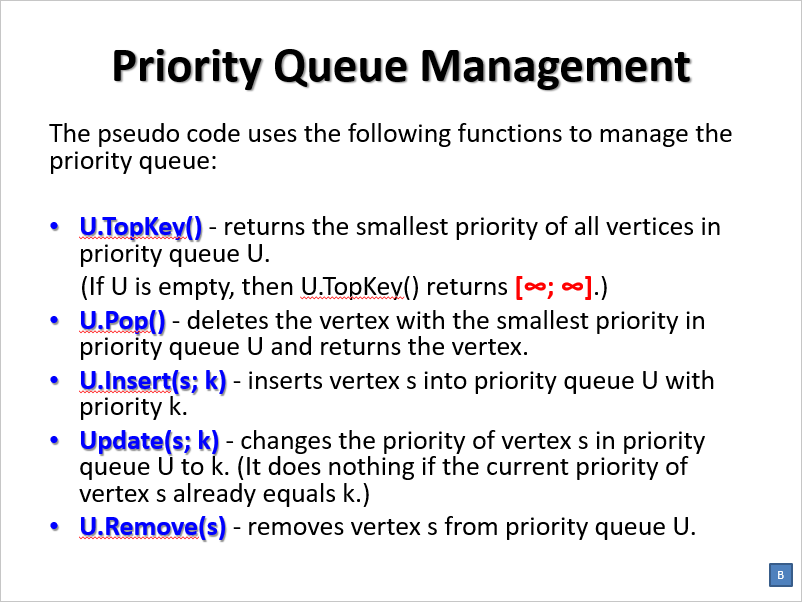 Priority Queue Management
The pseudo code uses the following functions to manage the
priority queue:
• U.TopKey() - returns the smallest priority of all vertices in
priority queue U.
(If U is empty, then U.TopKey() returns [∞; ∞].)
• U.Pop() - deletes the vertex with the smallest priority in
priority queue U and returns the vertex.
• U.Insert(s; k) - inserts vertex s into priority queue U with
priority k.
• Update(s; k) - changes the priority of vertex s in priority
queue U to k. (It does nothing if the current priority of
vertex s already equals k.)
• U.Remove(s) - removes vertex s from priority queue U.
B